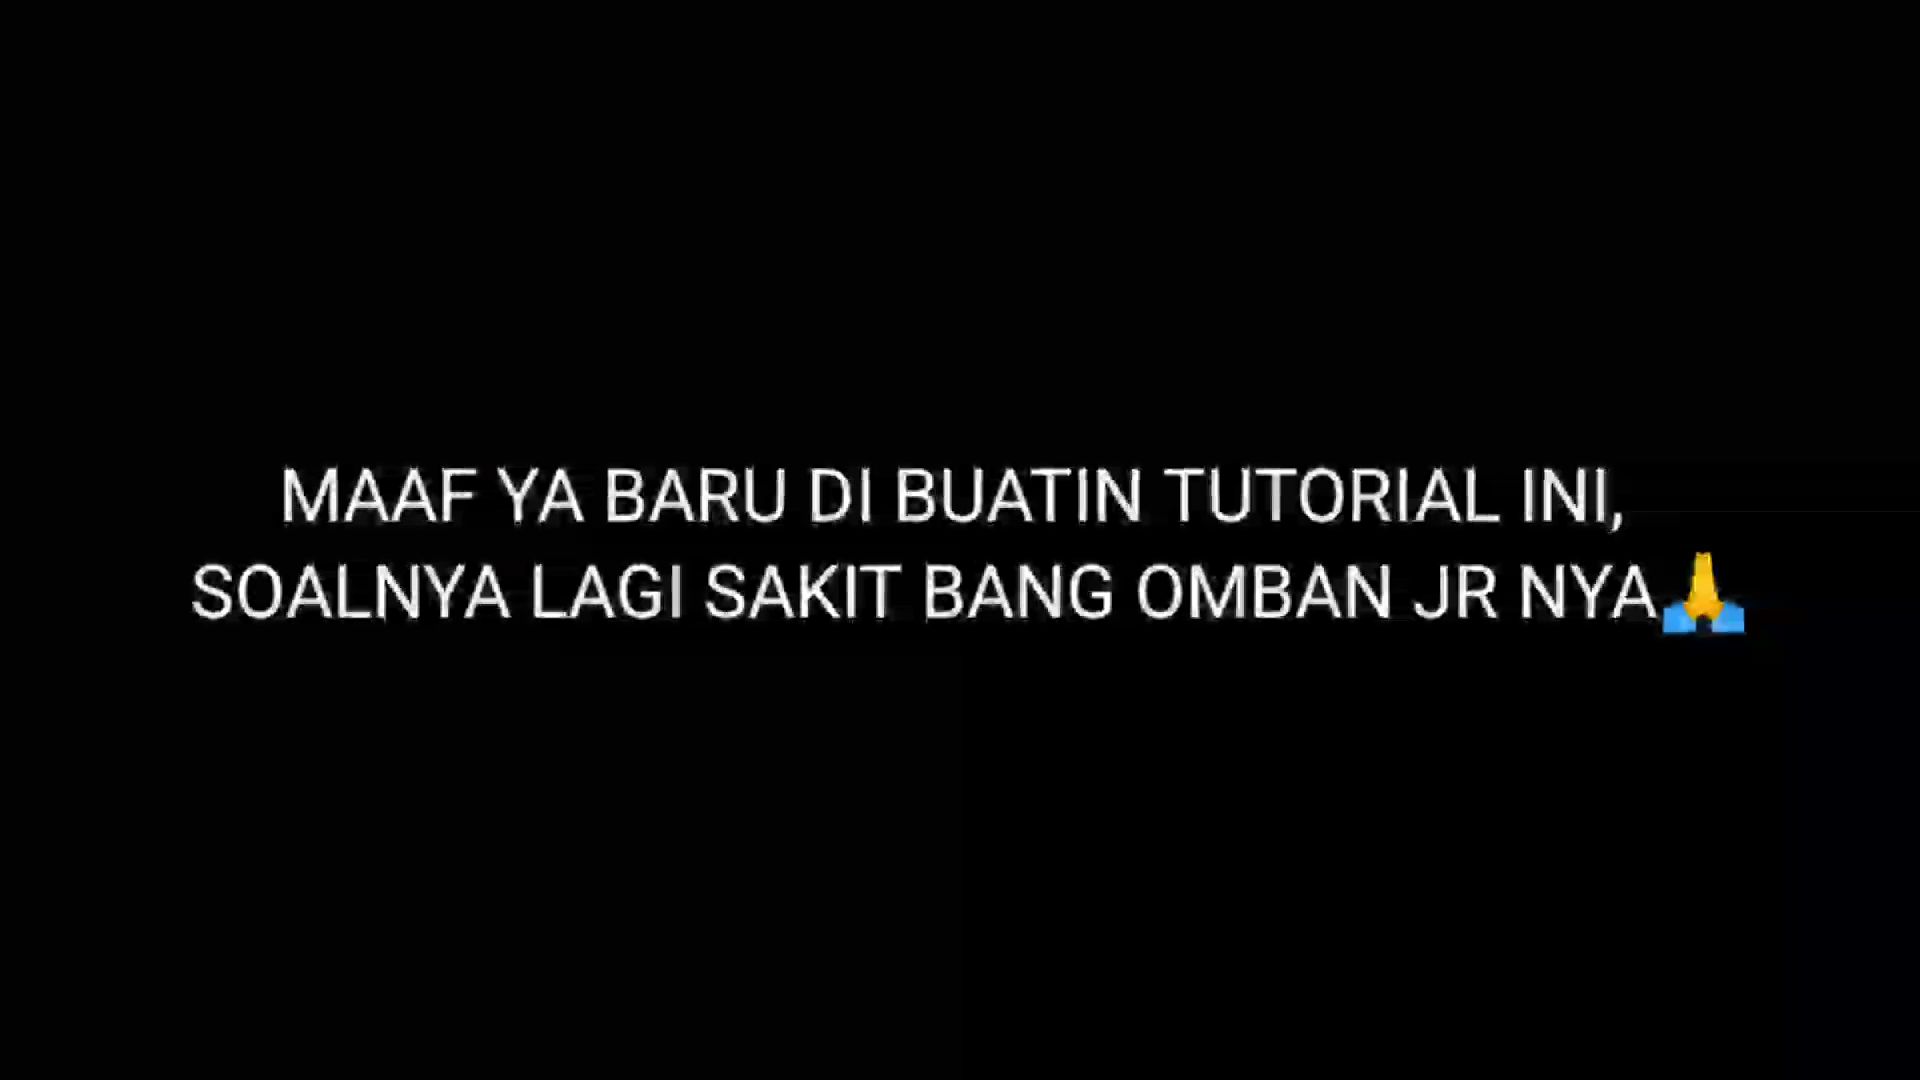 MAAF YA BARU DI BUATIN TUTORIAL INI,
SOALNYA LAGI SAKIT BANG OMBAN JR NYA🙏